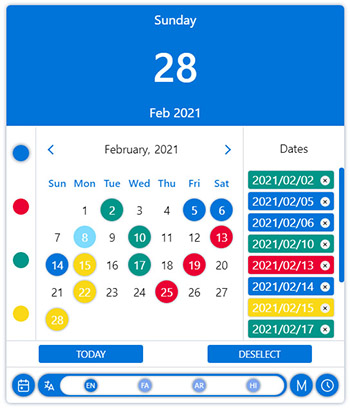 Sunday
28
Feb 2021
February, 2021
Sun Mon Tue Wed Thu Fri Sat
1 2 3 4 5 6
7 8 9 10 11 12 13
14 15 16 17 18 19 20
21 22 23 24 25 26 27
28
Dates
2021/02/02
2021/02/05
2021/02/06
2021/02/10
2021/02/13
2021/02/14
2021/02/15
2021/02/17
TODAY DESELECT
EN FA AR HI M